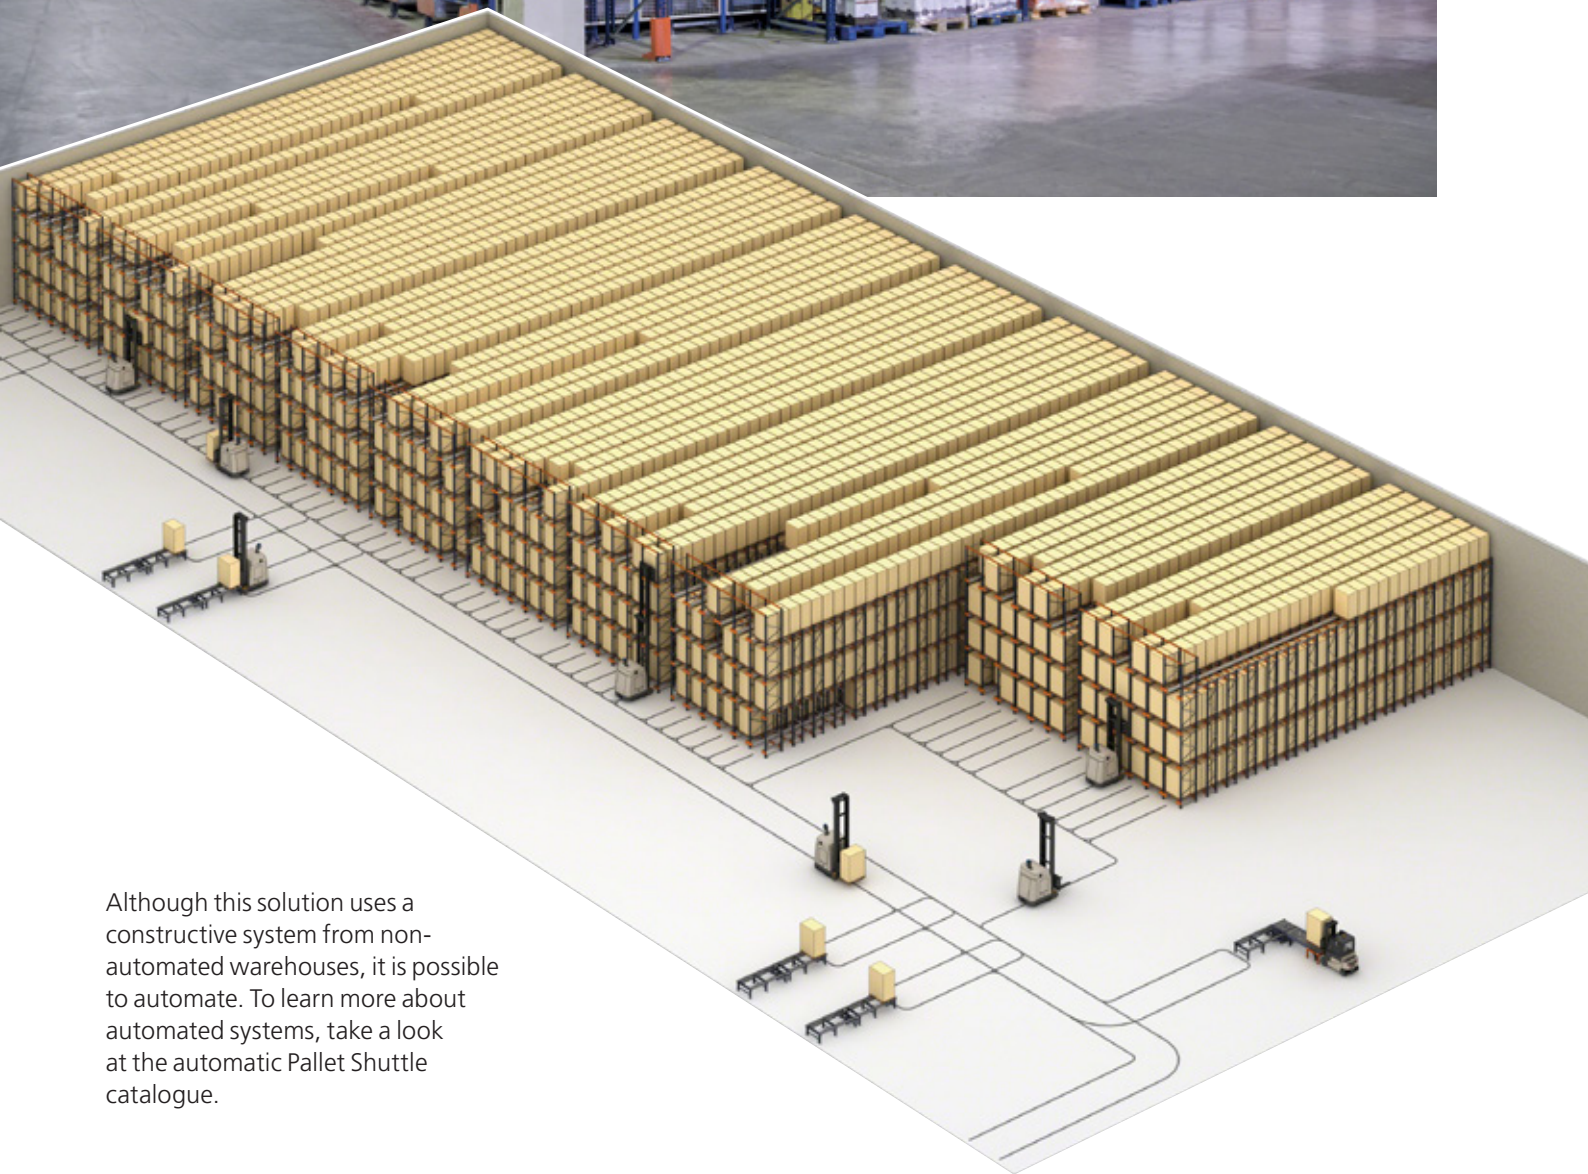 Although this solution uses a
constructive system from non-
automated warehouses, it is possible
to automate. To learn more about
automated systems, take a look
at the automatic Pallet Shuttle
catalogue.